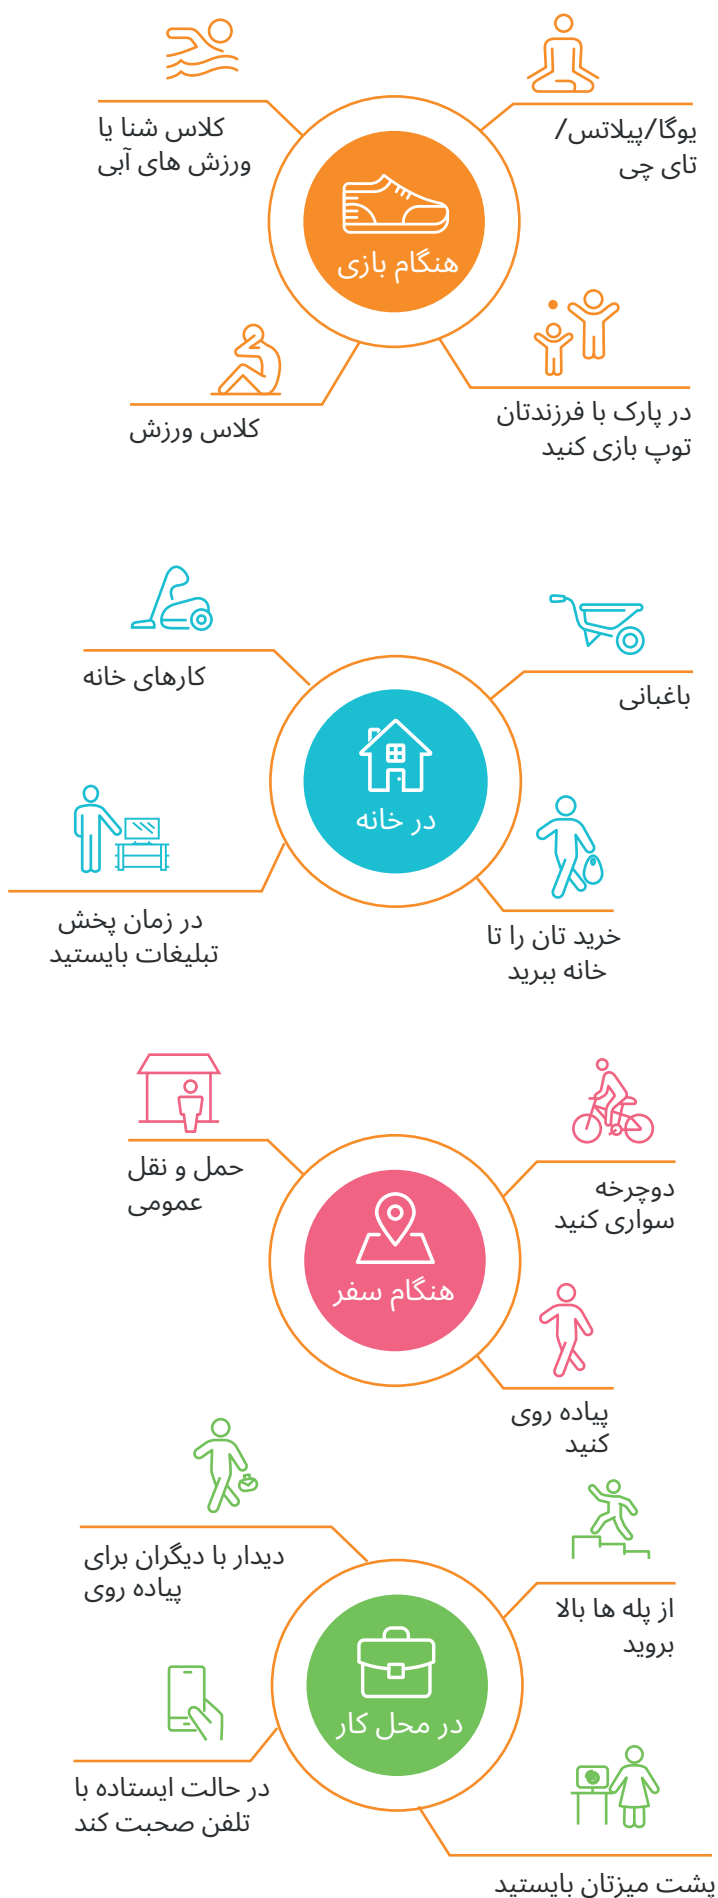 یوگا/پیلاتس/
تای چی
کلاس شنا یا
ورزش های آبی
هنگام بازی
در پارک با فرزندتان
توپ بازی کنید
کلاس ورزش
باغبانی
کارهای خانه
در خانه
خرید تان را تا
خانه ببرید
در زمان پخش
تبلیغات بایستید
دوچرخه
سواری کنید
حمل و نقل
عمومی
هنگام سفر
پیاده روی
کنید
از پله ها بالا
بروید
دیدار با دیگران برای
پیاده روی
در محل کار
پشت میزتان بایستید
در حالت ایستاده با
تلفن صحبت کند